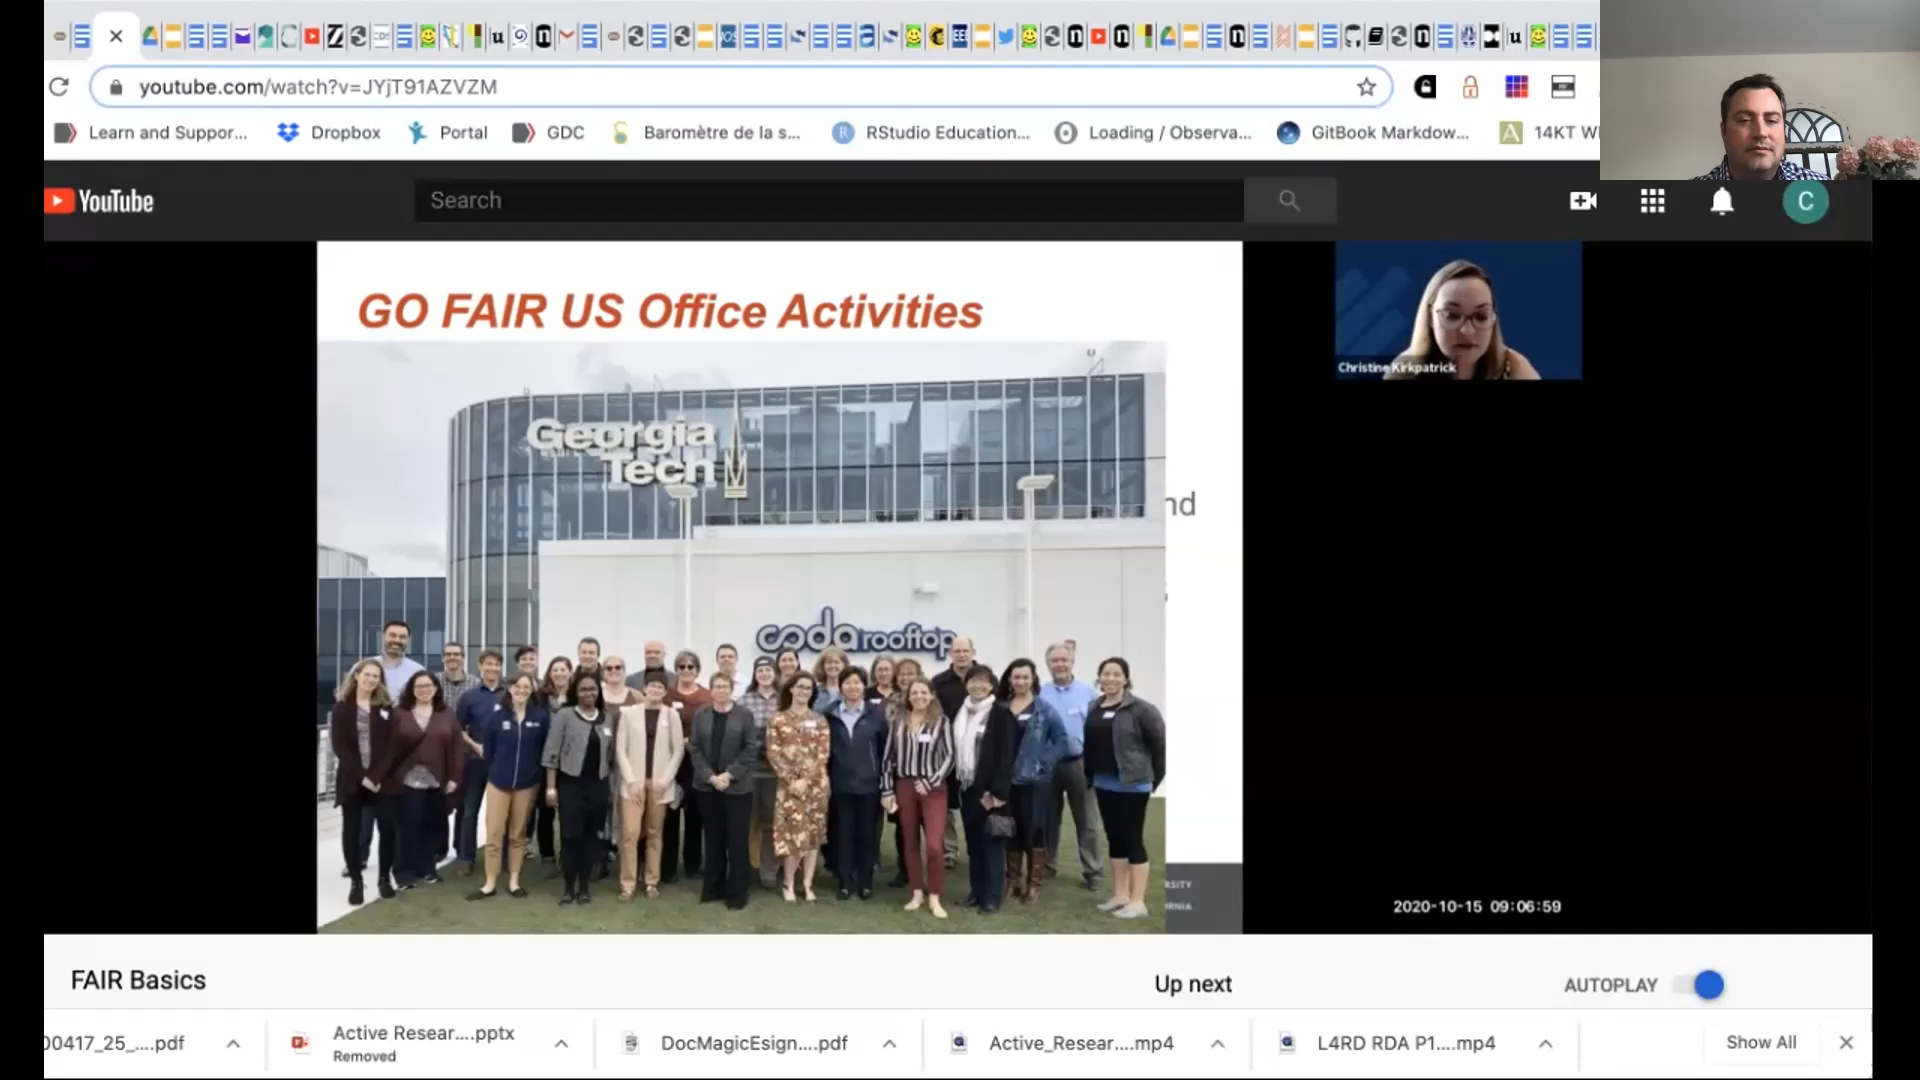 youtube.com/watch?v=JYjT91AZVZM
Learn and Suppor...
Dropbox
Portal
GDC
Baromètre de la s...
RStudio Education...
Loading / Observa...
GitBook Markdow...
14KT W
YouTube
Search
C
GO FAIR US Office Activities
Georgia
Tech
nd
coda rooftop
Christine Kirkpatrick
2020-10-15 09:06:59
FAIR Basics
Up next
AUTOPLAY
00417_25_....pdf
Active Resear....pptx
Removed
DocMagicEsign....pdf
Active_Resear....mp4
L4RD RDA P1....mp4
Show All